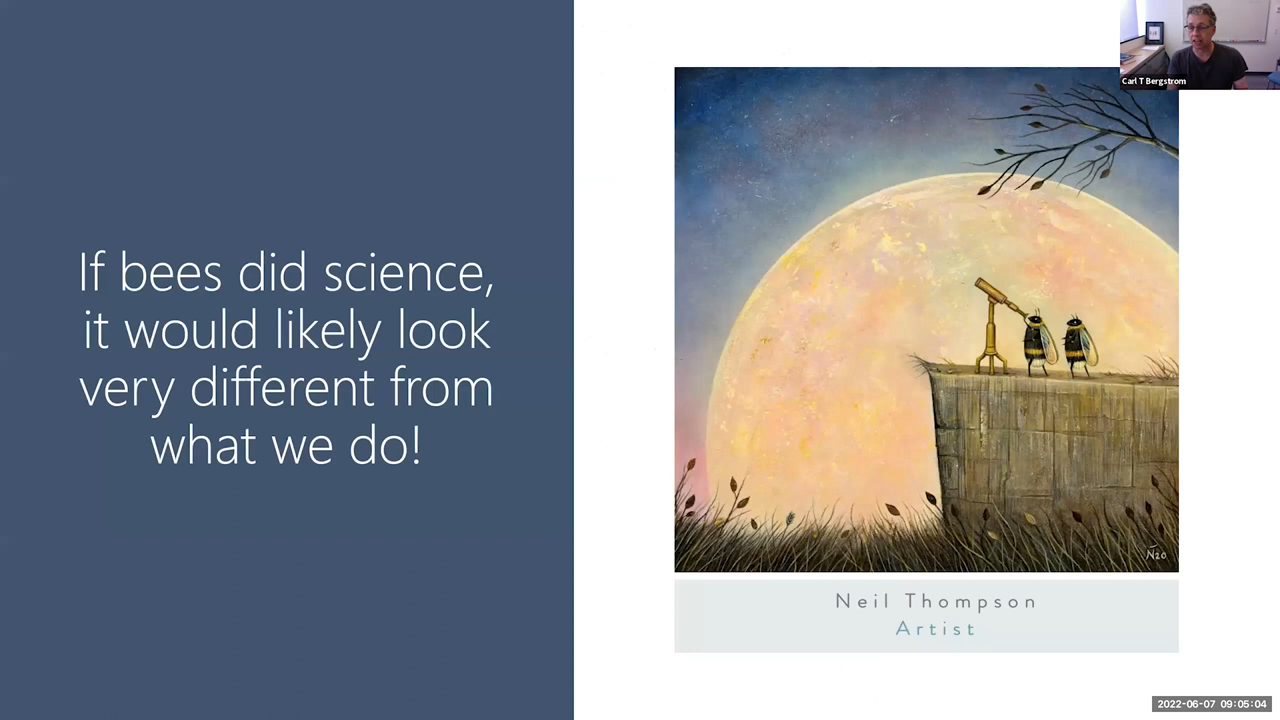 If bees did science,
it would likely look
very different from
what we do!
Carl T Bergstrom
N20
Neil Thompson
Artist
2022-06-07 09:05:04